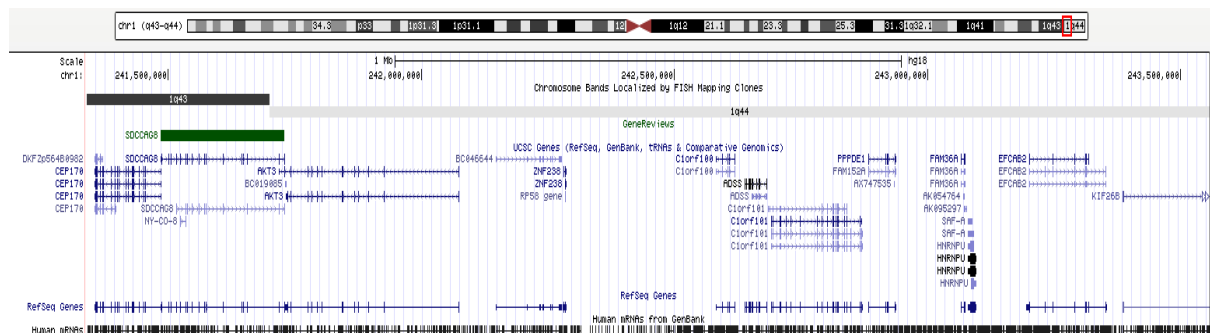 chr1 (q43-q44) 34.3 p33 1p31.3 1p31.1 12 1q12 21.1 23.3 25.3 31.3 1q32.1 1q41 1q43 1q44
Scale 1 Mb hg18
chr1: 241,500,000 242,000,000 242,500,000 243,000,000 243,500,000
Chromosome Bands Localized by FISH Mapping Clones
1q43
1q44
GeneReviews
SDCCAG8
UCSC Genes (RefSeq, GenBank, tRNAs & Comparative Genomics)
DKFZp564B0982 SDCCAG8 BC046644 C1orf100 PPPDE1 FAM36A EFCAB2
CEP170 AKT3 ZNF238 C1orf100 FAM152A FAM36A EFCAB2
CEP170 BC019085 ZNF238 ADSS AX747535 FAM36A EFCAB2
CEP170 AKT3 RP58 gene ADSS AK054764 KIF26B
CEP170 SDCCAG8 C1orf101 AK095297
NY-CO-8 C1orf101 SAF-A
C1orf101 SAF-A
C1orf101 HNRNPU
HNRNPU
HNRNPU
HNRNPU
RefSeq Genes
RefSeq Genes
Human mRNAs from GenBank
Human mRNAs